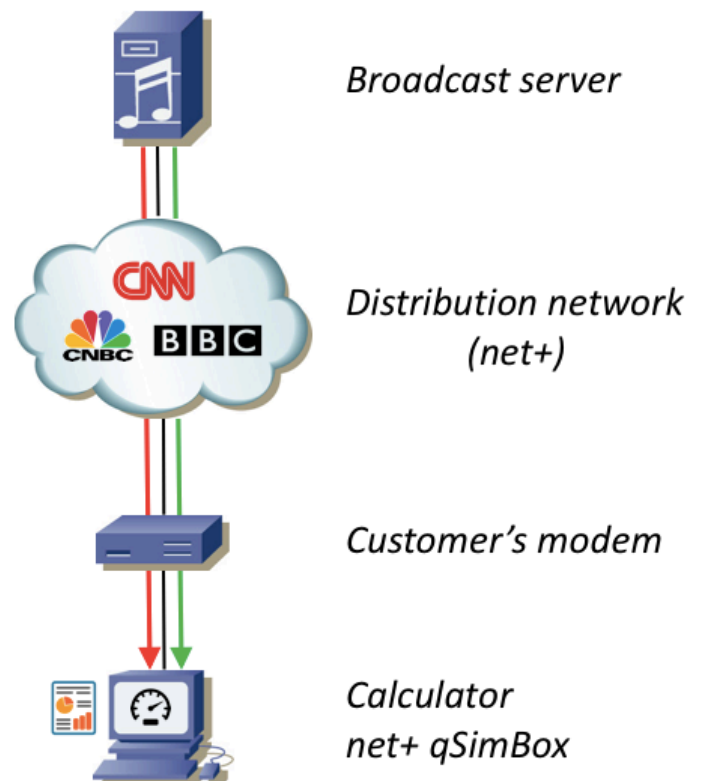 Broadcast server
CNN
CNBC
BBC
Distribution network
(net+)
Customer’s modem
Calculator
net+ qSimBox